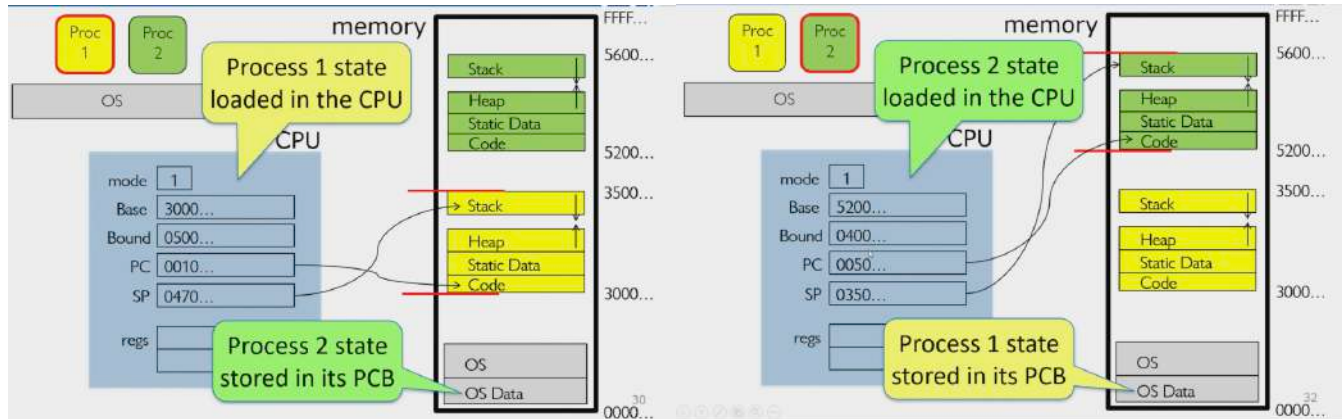 Proc
1
Proc
2
OS
Process 1 state
loaded in the CPU
CPU
mode 1
Base 3000...
Bound 0500...
PC 0010...
SP 0470...
regs
Process 2 state
stored in its PCB
memory
FFFF...
5600...
Stack
Heap
Static Data
Code
5200...
3500...
Stack
Heap
Static Data
Code
3000...
OS
OS Data
30
0000...
Proc
1
Proc
2
OS
Process 2 state
loaded in the CPU
CPU
mode 1
Base 5200...
Bound 0400...
PC 0050...
SP 0350...
regs
Process 1 state
stored in its PCB
memory
FFFF...
5600...
Stack
Heap
Static Data
Code
5200...
3500...
Stack
Heap
Static Data
Code
3000...
OS
OS Data
32
0000...